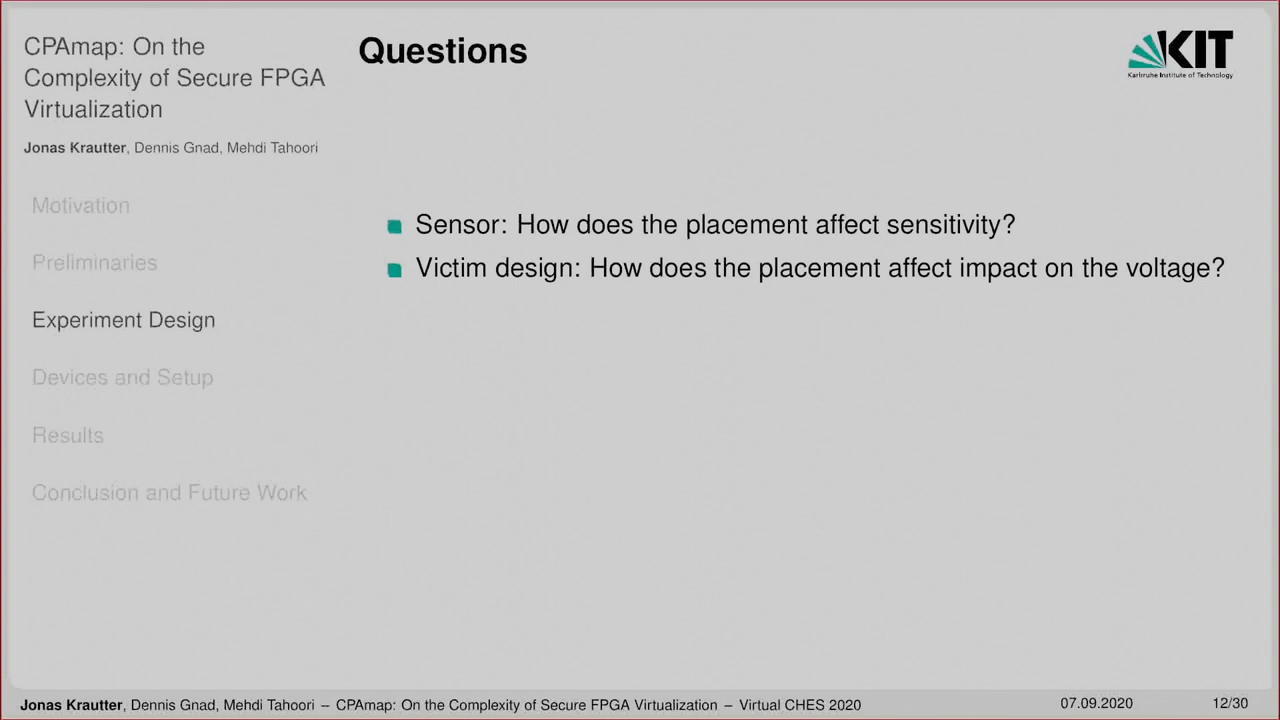 CPAmap: On the
Complexity of Secure FPGA
Virtualization
Jonas Krautter, Dennis Gnad, Mehdi Tahoori
Motivation
Preliminaries
Experiment Design
Devices and Setup
Results
Conclusion and Future Work
Questions
KIT
Karlsruhe Institute of Technology
Sensor: How does the placement affect sensitivity?
Victim design: How does the placement affect impact on the voltage?
Jonas Krautter, Dennis Gnad, Mehdi Tahoori – CPAmap: On the Complexity of Secure FPGA Virtualization – Virtual CHES 2020 07.09.2020 12/30